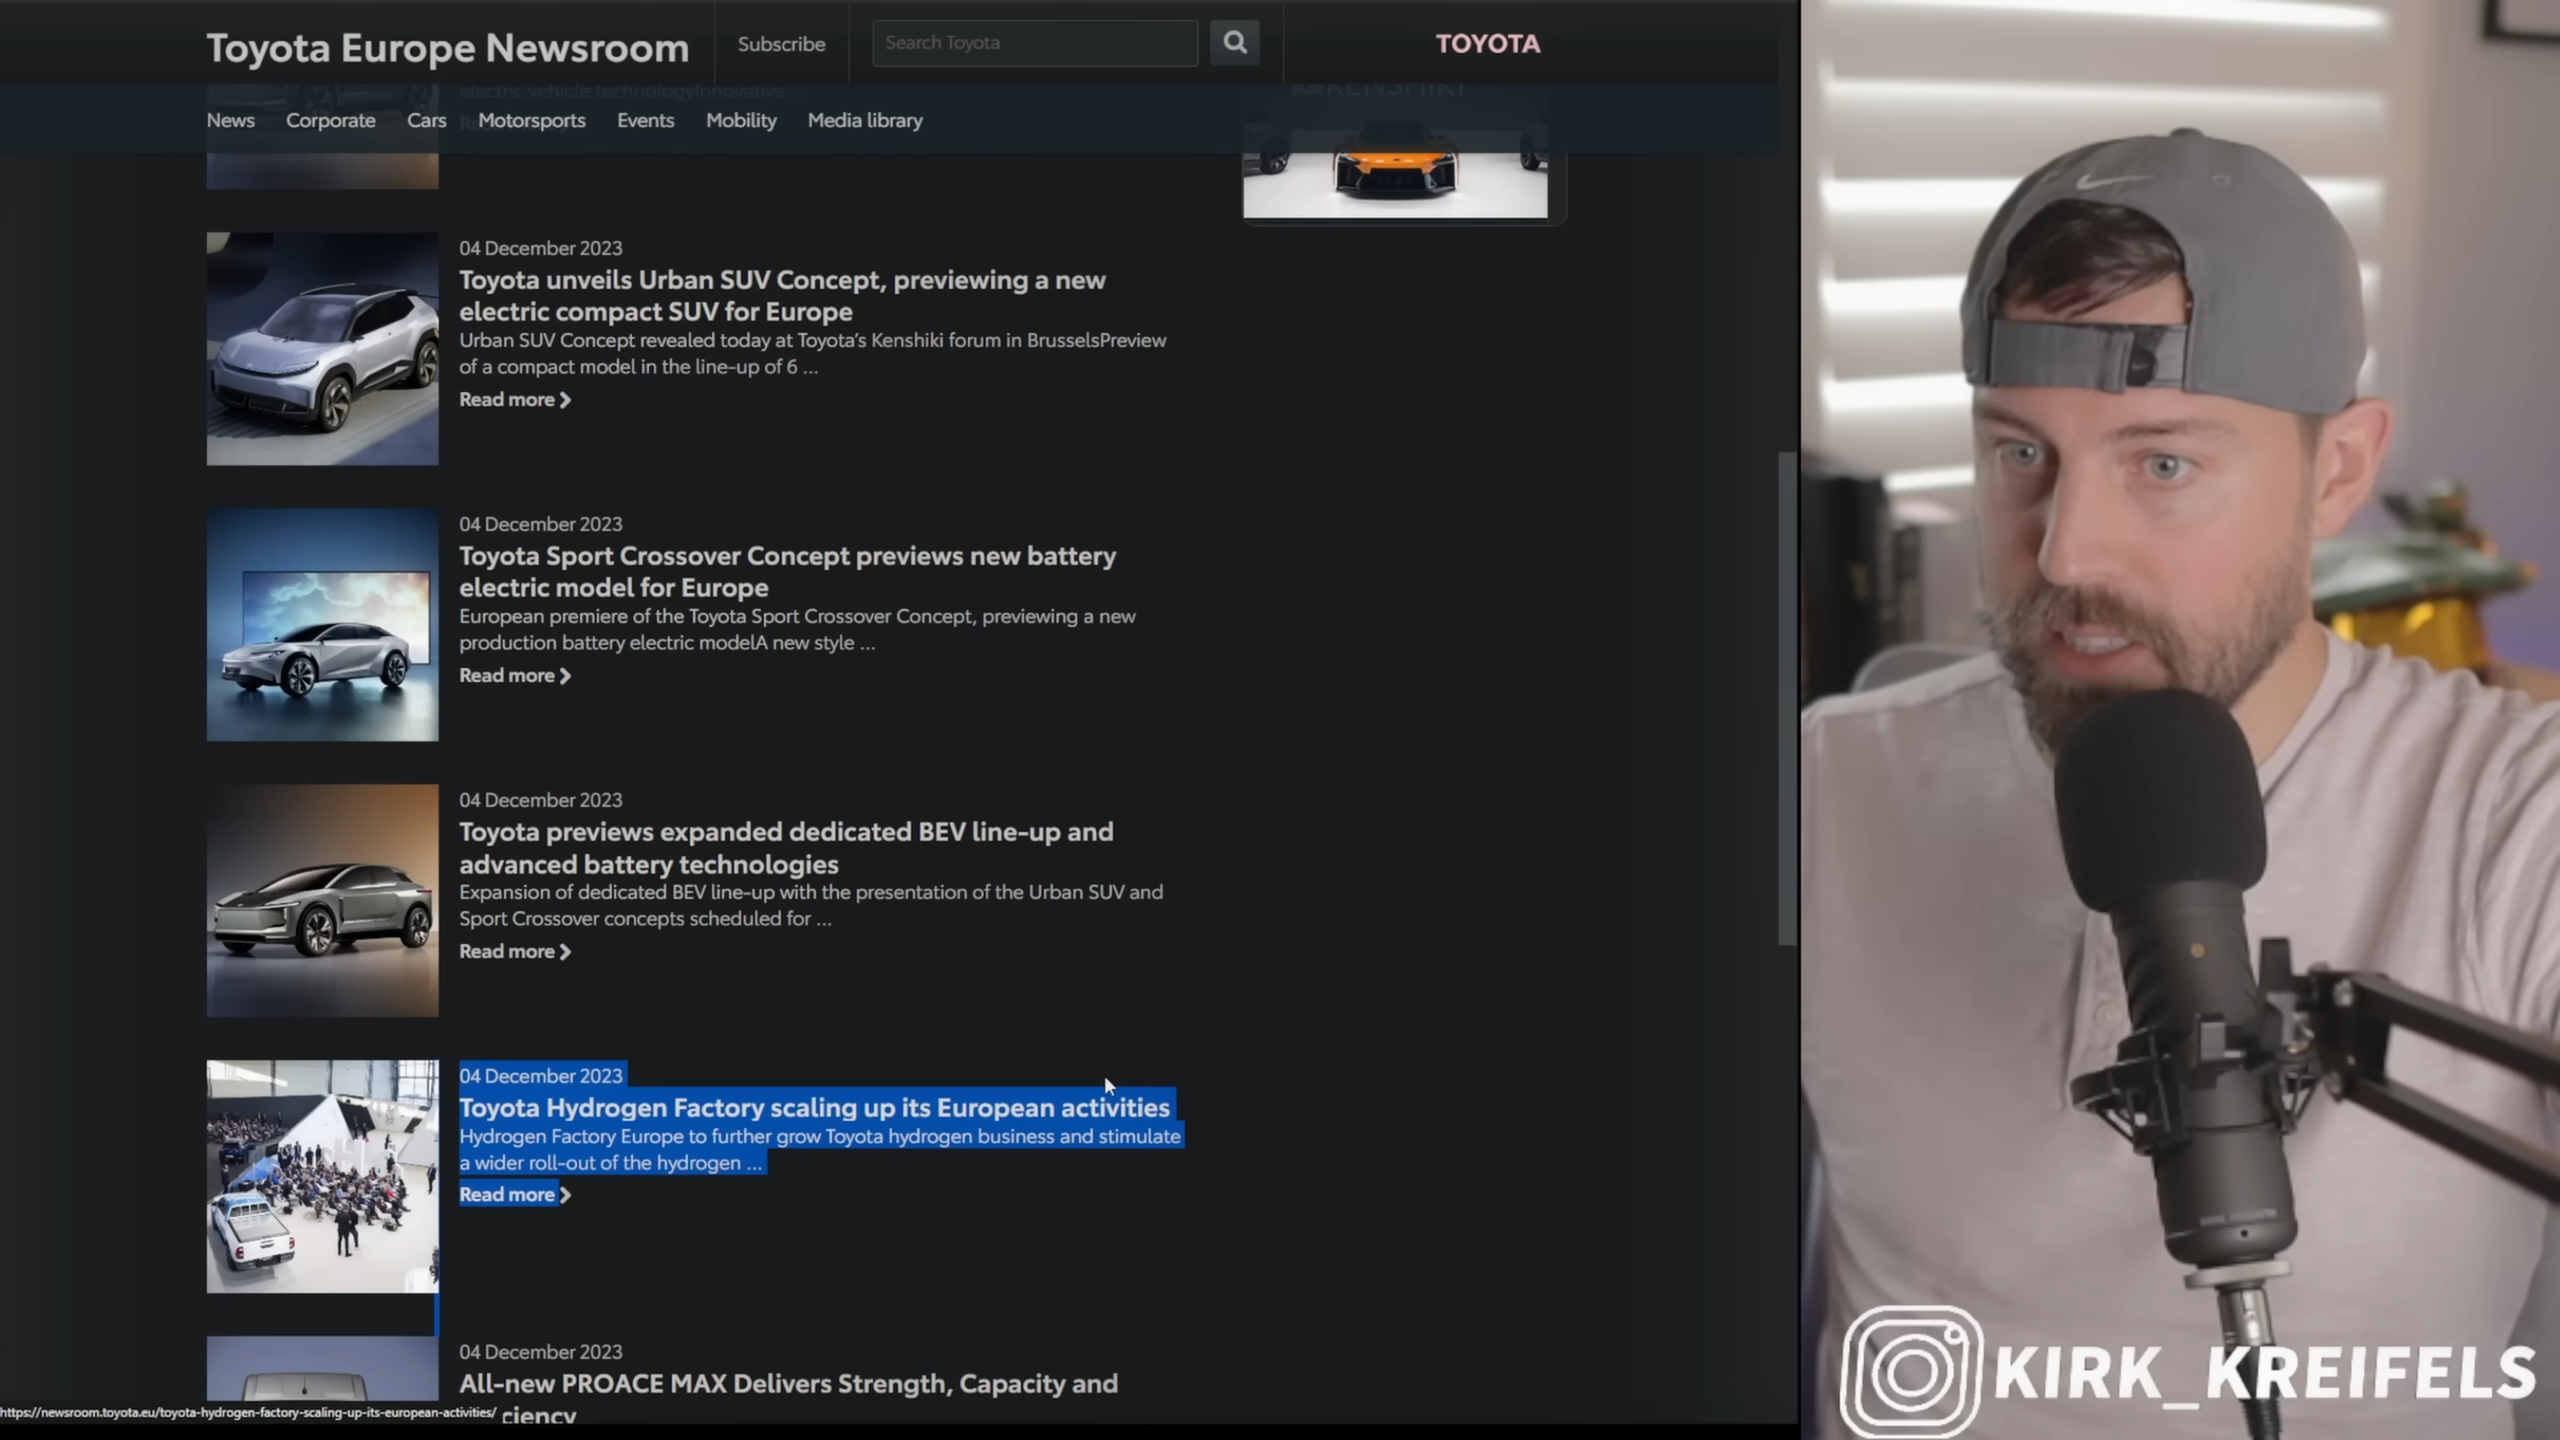 Toyota Europe Newsroom
Subscribe
Search Toyota
TOYOTA
electric vehicle technologyInnovative ...
KENSHIKI
News
Corporate
Cars
Motorsports
Events
Mobility
Media library
04 December 2023
Toyota unveils Urban SUV Concept, previewing a new
electric compact SUV for Europe
Urban SUV Concept revealed today at Toyota’s Kenshiki forum in BrusselsPreview
of a compact model in the line-up of 6 ...
Read more
04 December 2023
Toyota Sport Crossover Concept previews new battery
electric model for Europe
European premiere of the Toyota Sport Crossover Concept, previewing a new
production battery electric modelA new style ...
Read more
04 December 2023
Toyota previews expanded dedicated BEV line-up and
advanced battery technologies
Expansion of dedicated BEV line-up with the presentation of the Urban SUV and
Sport Crossover concepts scheduled for ...
Read more
04 December 2023
Toyota Hydrogen Factory scaling up its European activities
Hydrogen Factory Europe to further grow Toyota hydrogen business and stimulate
a wider roll-out of the hydrogen ...
Read more
04 December 2023
All-new PROACE MAX Delivers Strength, Capacity and
ciency
https://newsroom.toyota.eu/toyota-hydrogen-factory-scaling-up-its-european-activities/
KIRK_KREIFELS